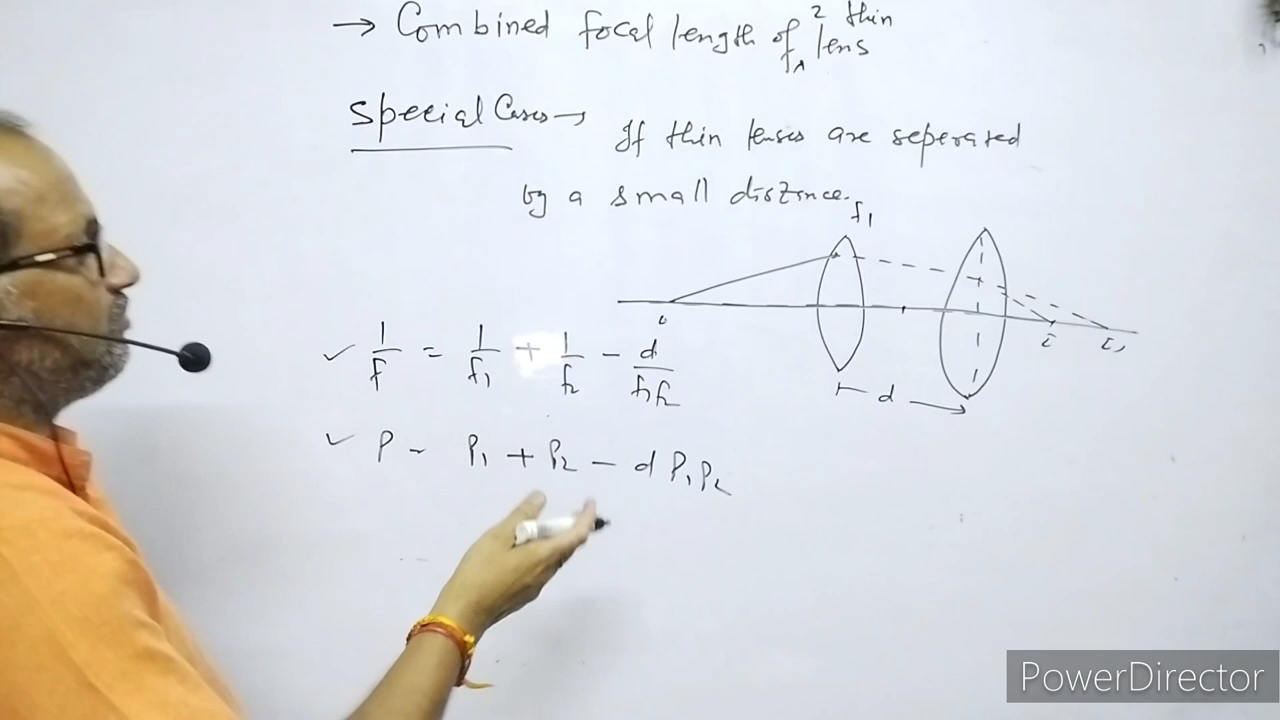 → Combined focal length of 2 thin lens
Special Cases → If thin lenses are seperated
by a small distance.
f₁
O
I I₁
d
✓ 1/f = 1/f₁ + 1/f₂ - d/f₁f₂
✓ P = P₁ + P₂ - d P₁P₂
PowerDirector